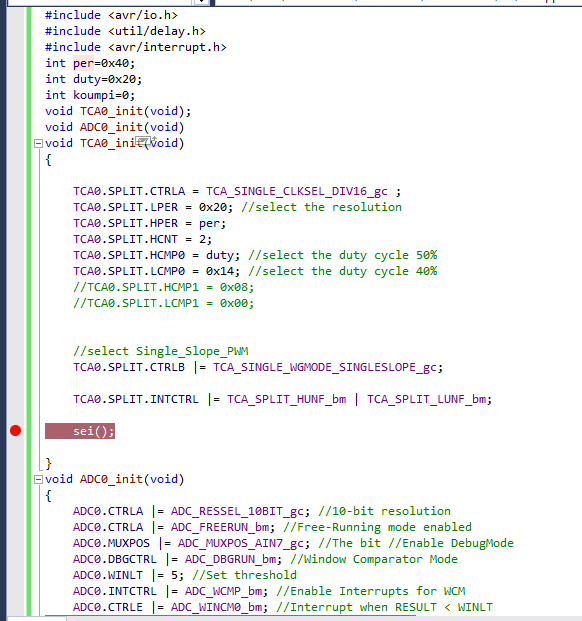 #include <avr/io.h>
#include <util/delay.h>
#include <avr/interrupt.h>
int per=0x40;
int duty=0x20;
int koumpi=0;
void TCA0_init(void);
void ADC0_init(void)
void TCA0_init(void)
{
TCA0.SPLIT.CTRLA = TCA_SINGLE_CLKSEL_DIV16_gc ;
TCA0.SPLIT.LPER = 0x20; //select the resolution
TCA0.SPLIT.HPER = per;
TCA0.SPLIT.HCNT = 2;
TCA0.SPLIT.HCMP0 = duty; //select the duty cycle 50%
TCA0.SPLIT.LCMP0 = 0x14; //select the duty cycle 40%
//TCA0.SPLIT.HCMP1 = 0x08;
//TCA0.SPLIT.LCMP1 = 0x00;
//select Single_Slope_PWM
TCA0.SPLIT.CTRLB |= TCA_SINGLE_WGMODE_SINGLESLOPE_gc;
TCA0.SPLIT.INTCTRL |= TCA_SPLIT_HUNF_bm | TCA_SPLIT_LUNF_bm;
sei();
}
void ADC0_init(void)
{
ADC0.CTRLA |= ADC_RESSEL_10BIT_gc; //10-bit resolution
ADC0.CTRLA |= ADC_FREERUN_bm; //Free-Running mode enabled
ADC0.MUXPOS |= ADC_MUXPOS_AIN7_gc; //The bit //Enable DebugMode
ADC0.DBGCTRL |= ADC_DBGRUN_bm; //Window Comparator Mode
ADC0.WINLT |= 5; //Set threshold
ADC0.INTCTRL |= ADC_WCMP_bm; //Enable Interrupts for WCM
ADC0.CTRLE |= ADC_WINCM0_bm; //Interrupt when RESULT < WINLT